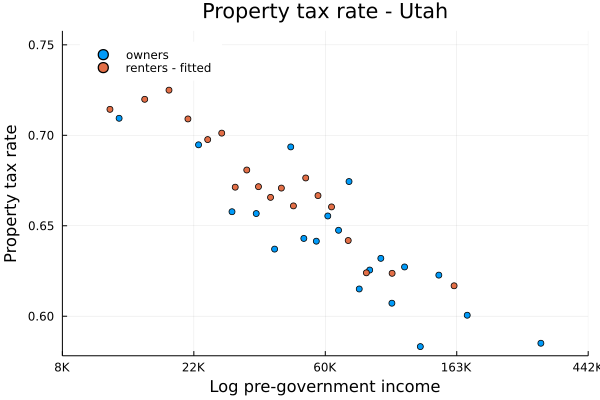 Property tax rate - Utah
owners
renters - fitted
Property tax rate
0.75
0.70
0.65
0.60
8K
22K
60K
163K
442K
Log pre-government income